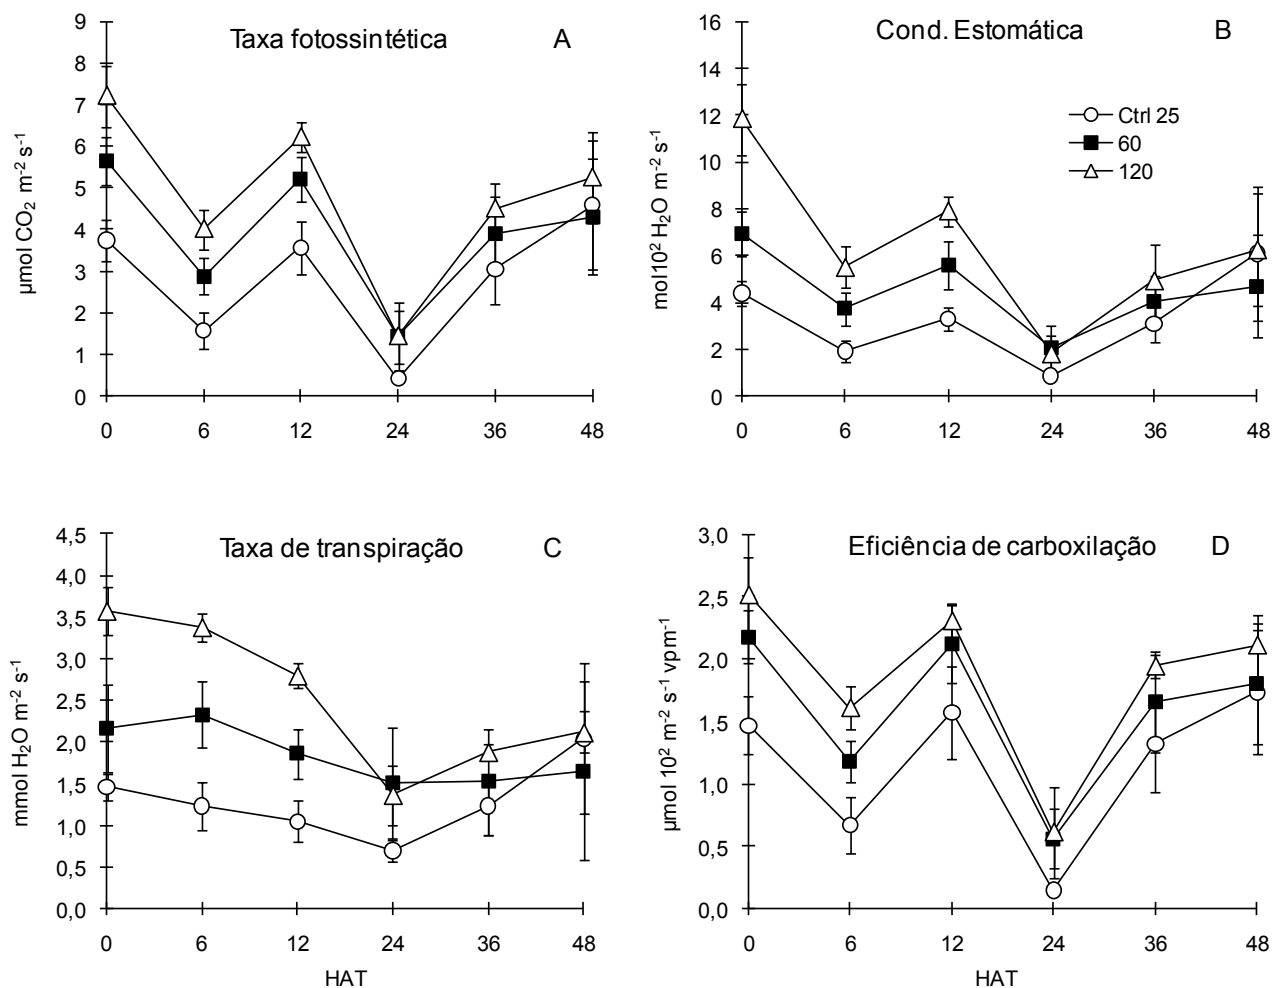 Taxa fotossintética A
9
8
7
6
5
4
3
2
1
0
µmol CO2 m-2 s-1
0 6 12 24 36 48
Cond. Estomática B
16
14
12
10
8
6
4
2
0
mol10² H2O m-2 s-1
Ctrl 25
60
120
0 6 12 24 36 48
Taxa de transpiração C
4,5
4,0
3,5
3,0
2,5
2,0
1,5
1,0
0,5
0,0
mmol H2O m-2 s-1
0 6 12 24 36 48
HAT
Eficiência de carboxilação D
3,0
2,5
2,0
1,5
1,0
0,5
0,0
µmol 10² m-2 s-1 vpm-1
0 6 12 24 36 48
HAT